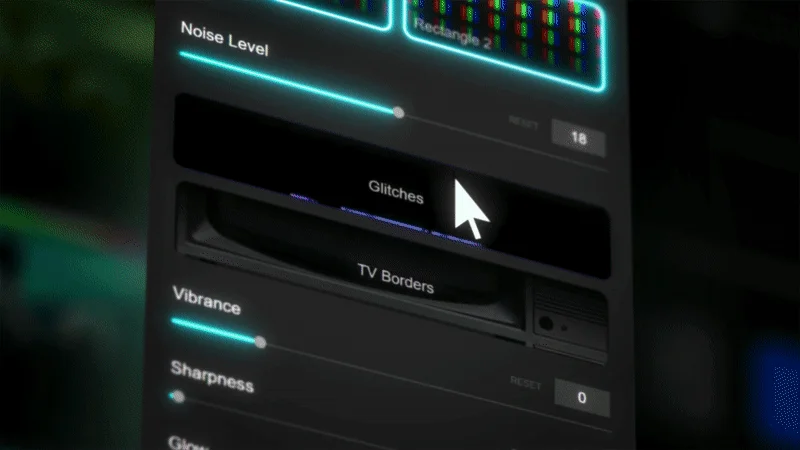 Rectangle 2
Noise Level
RESET
18
Glitches
TV Borders
Vibrance
RESET
0
Sharpness
Glow